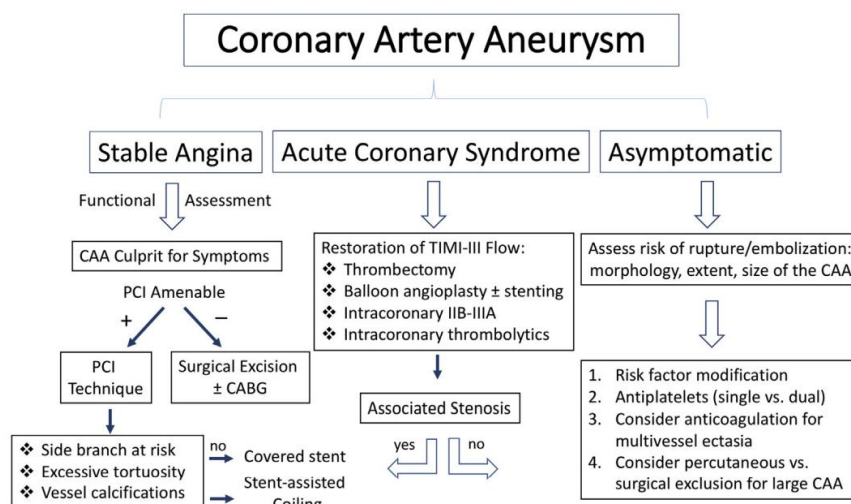 Coronary Artery Aneurysm
Stable Angina
Acute Coronary Syndrome
Asymptomatic
Functional Assessment
CAA Culprit for Symptoms
PCI Amenable
+
−
PCI
Technique
Surgical Excision
± CABG
❖ Side branch at risk
❖ Excessive tortuosity
❖ Vessel calcifications
no
Covered stent
Stent-assisted
Coiling
Restoration of TIMI-III Flow:
❖ Thrombectomy
❖ Balloon angioplasty ± stenting
❖ Intracoronary IIB-IIIA
❖ Intracoronary thrombolytics
Associated Stenosis
yes
no
Assess risk of rupture/embolization:
morphology, extent, size of the CAA
1. Risk factor modification
2. Antiplatelets (single vs. dual)
3. Consider anticoagulation for
multivessel ectasia
4. Consider percutaneous vs.
surgical exclusion for large CAA